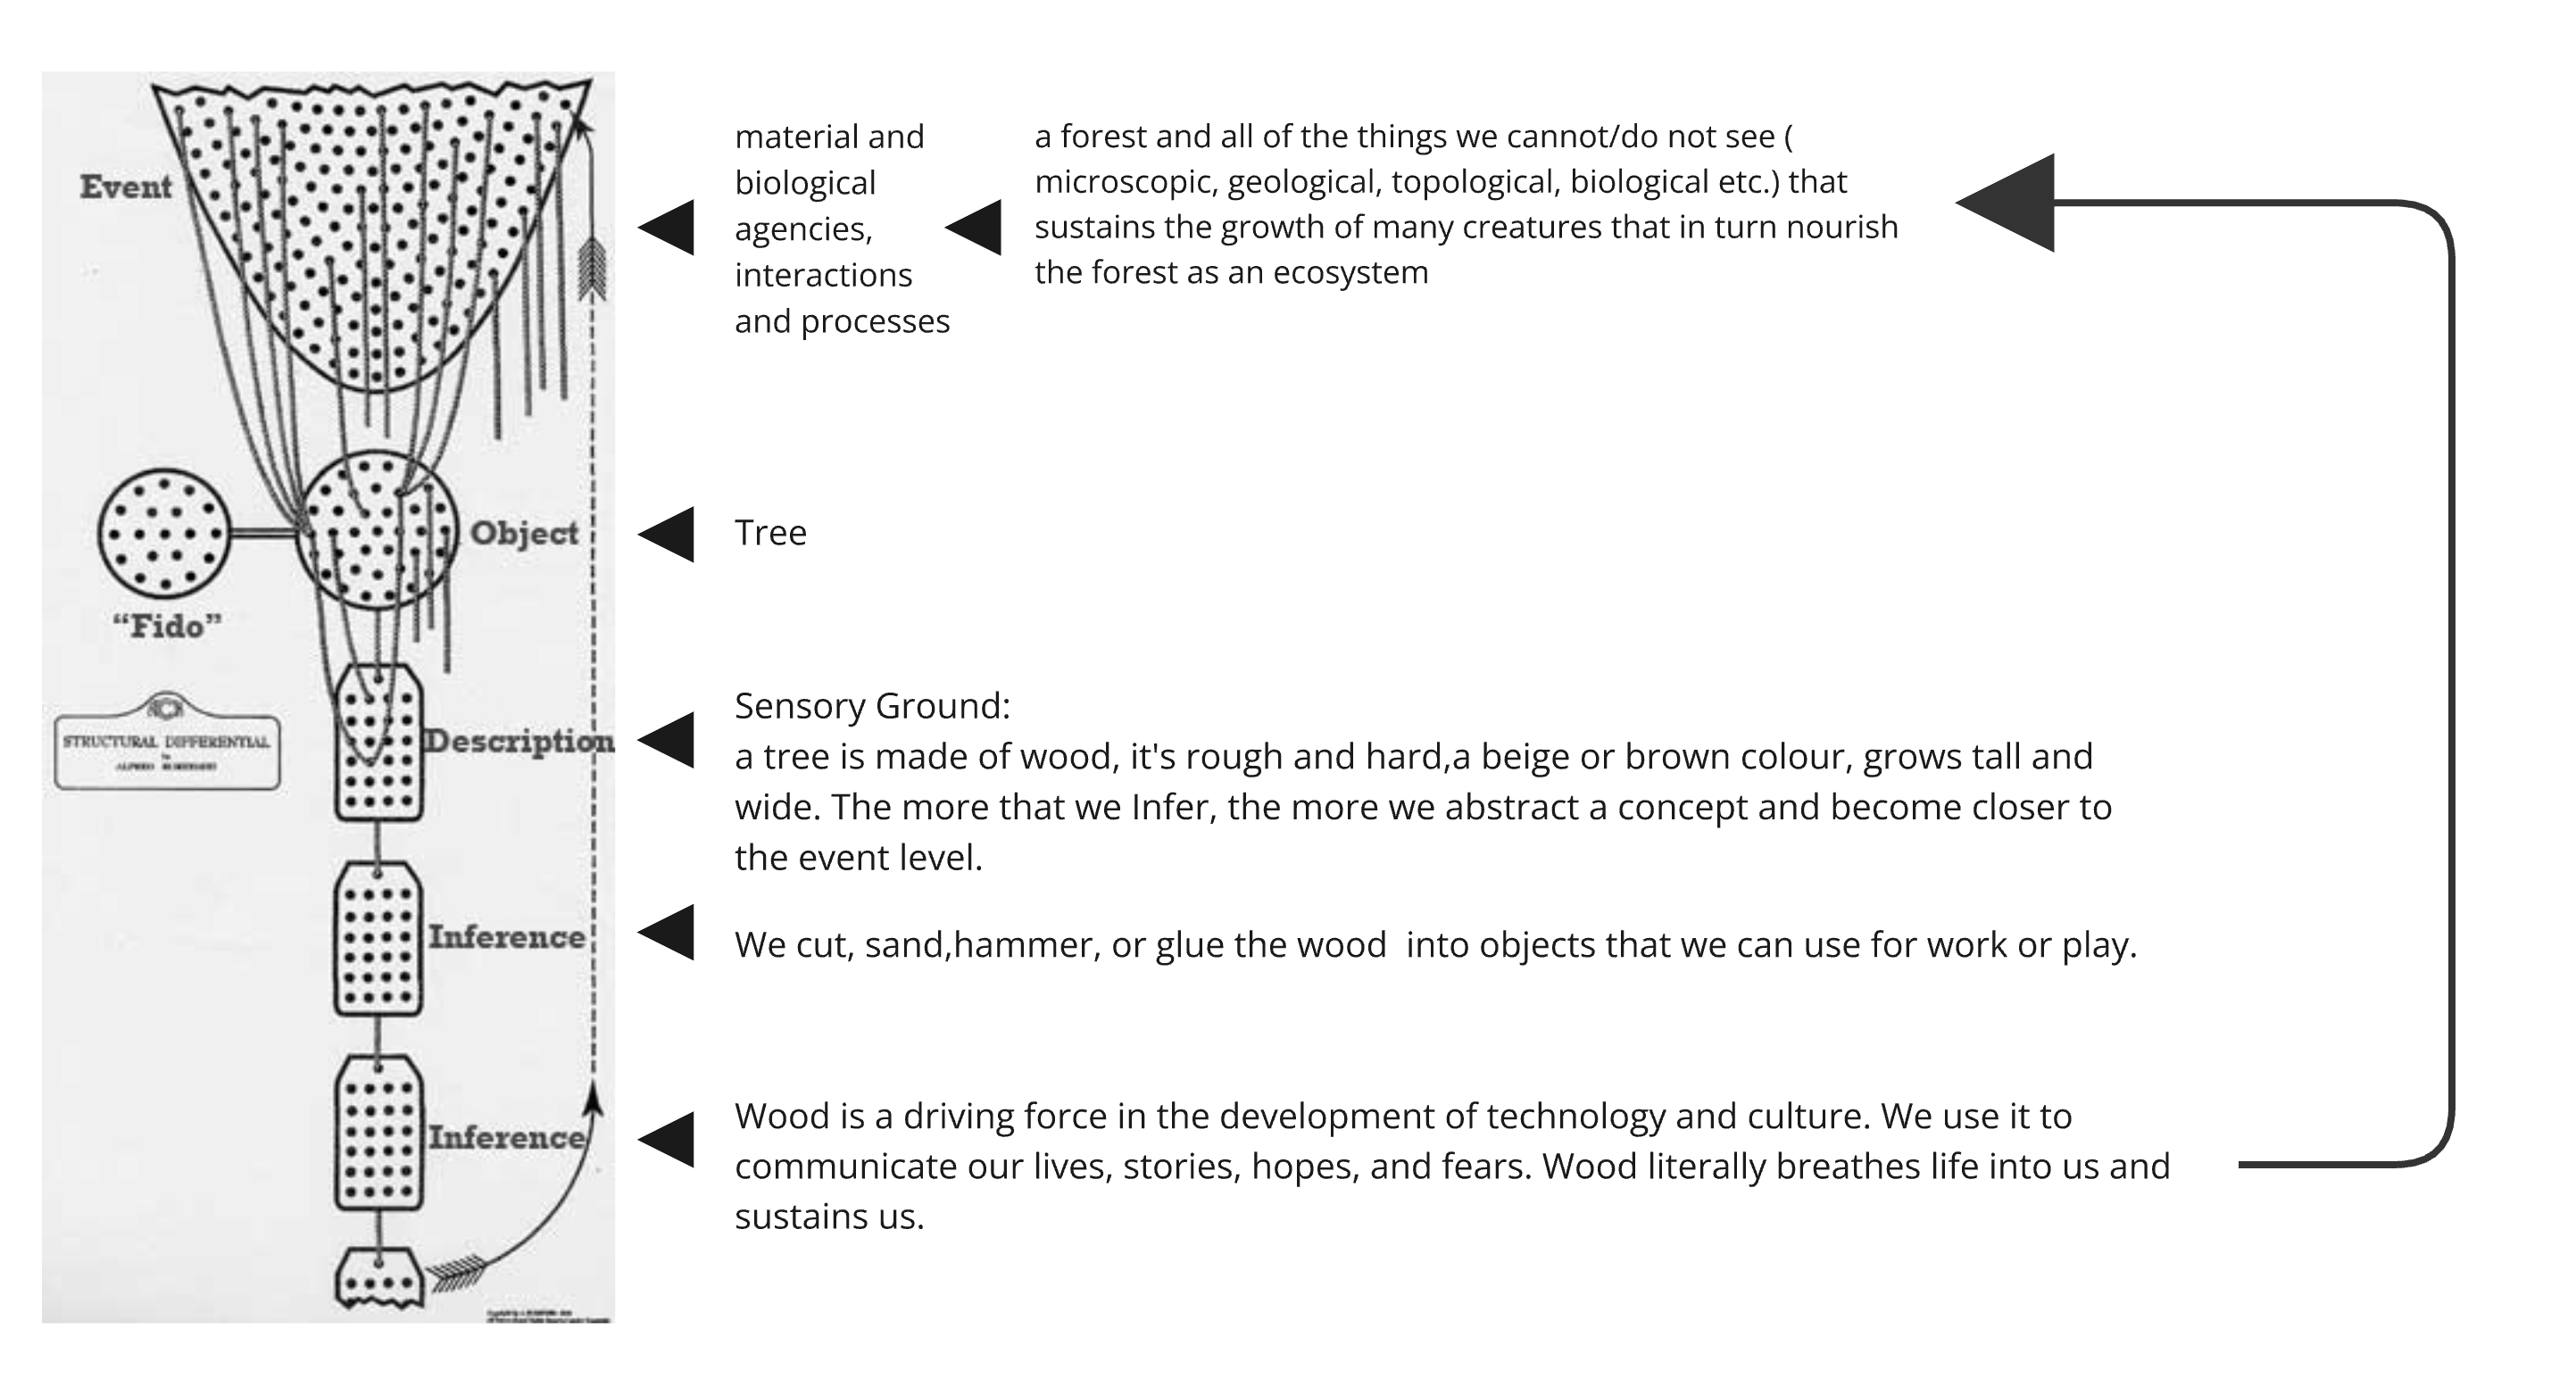 Event
material and
biological
agencies,
interactions
and processes
a forest and all of the things we cannot/do not see (
microscopic, geological, topological, biological etc.) that
sustains the growth of many creatures that in turn nourish
the forest as an ecosystem
Object
Tree
“Fido”
STRUCTURAL DIFFERENTIAL
by
Description
Sensory Ground:
a tree is made of wood, it's rough and hard,a beige or brown colour, grows tall and
wide. The more that we Infer, the more we abstract a concept and become closer to
the event level.
Inference
We cut, sand,hammer, or glue the wood  into objects that we can use for work or play.
Inference
Wood is a driving force in the development of technology and culture. We use it to
communicate our lives, stories, hopes, and fears. Wood literally breathes life into us and
sustains us.